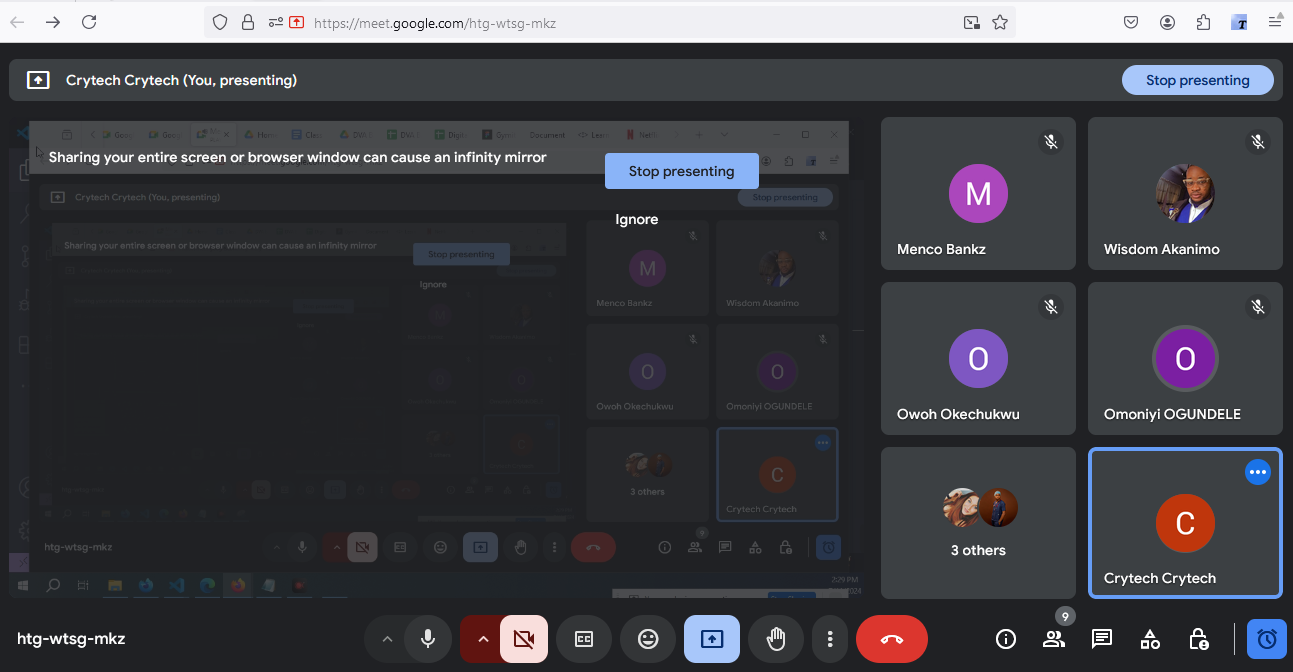 https://meet.google.com/htg-wtsg-mkz
Crytech Crytech (You, presenting)
Stop presenting
Document
Sharing your entire screen or browser window can cause an infinity mirror
Stop presenting
Ignore
Crytech Crytech (You, presenting)
Stop presenting
Sharing your entire screen or browser window can cause an infinity mirror
Stop presenting
Ignore
M
Menco Bankz
Wisdom Akanimo
O
Owoh Okechukwu
O
Omoniyi OGUNDELE
3 others
C
Crytech Crytech
htg-wtsg-mkz
9
2:29 PM
M
Menco Bankz
Wisdom Akanimo
O
Owoh Okechukwu
O
Omoniyi OGUNDELE
3 others
C
Crytech Crytech
htg-wtsg-mkz
9